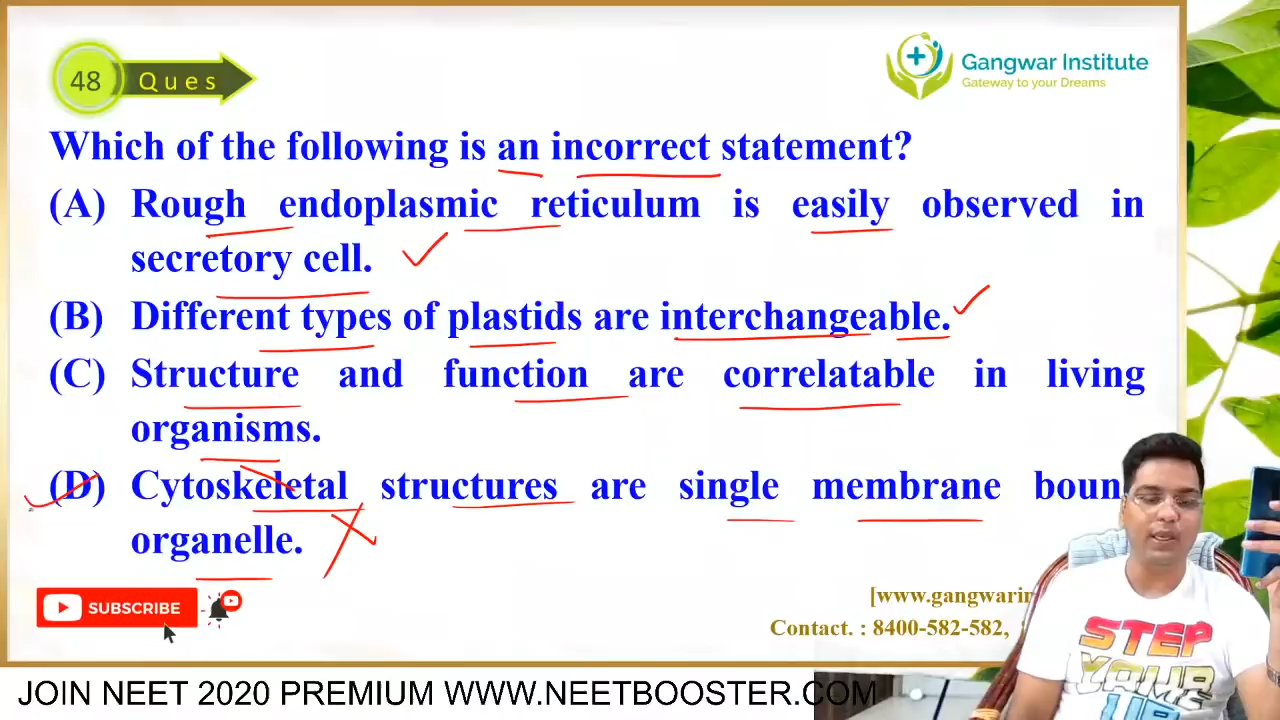 48 Ques
Gangwar Institute
Gateway to your Dreams
Which of the following is an incorrect statement?
(A) Rough endoplasmic reticulum is easily observed in
secretory cell.
(B) Different types of plastids are interchangeable.
(C) Structure and function are correlatable in living
organisms.
(D) Cytoskeletal structures are single membrane
organelle.
SUBSCRIBE
Contact. : 8400-582-582,
STEP
YOUR
UP
JOIN NEET 2020 PREMIUM WWW.NEETBOOSTER.COM